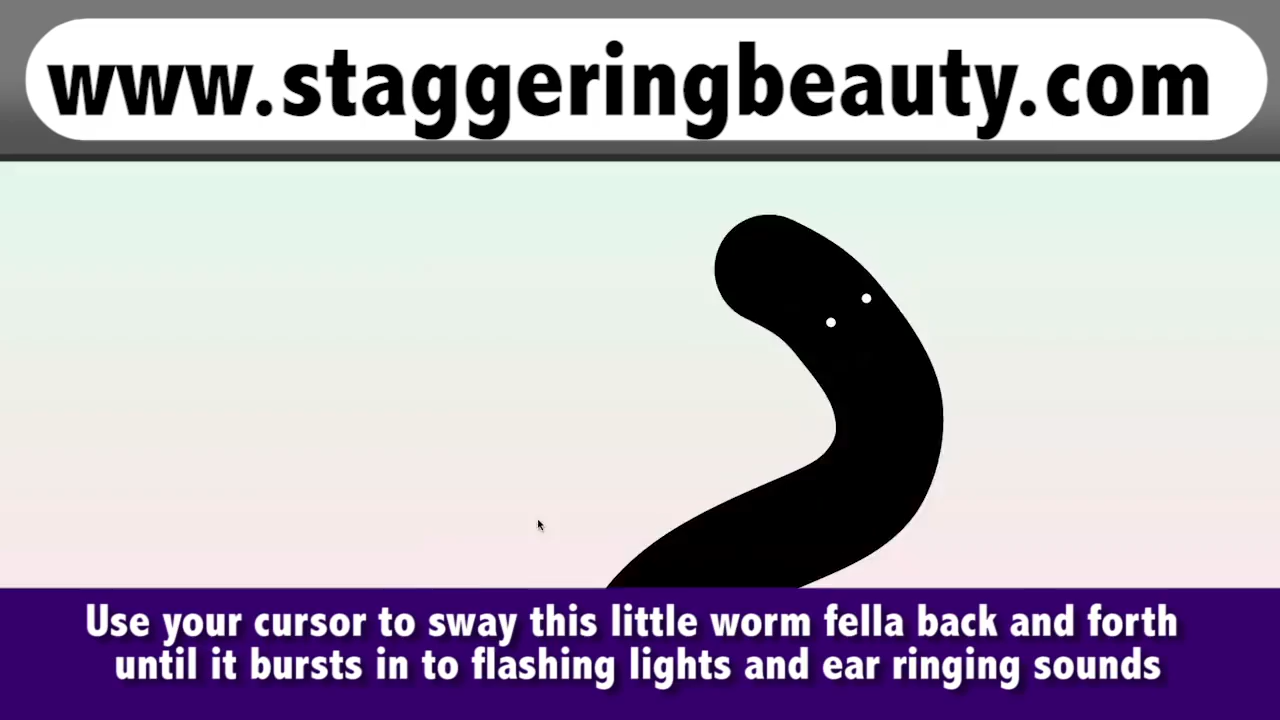 www.staggeringbeauty.com
Use your cursor to sway this little worm fella back and forth
until it bursts in to flashing lights and ear ringing sounds